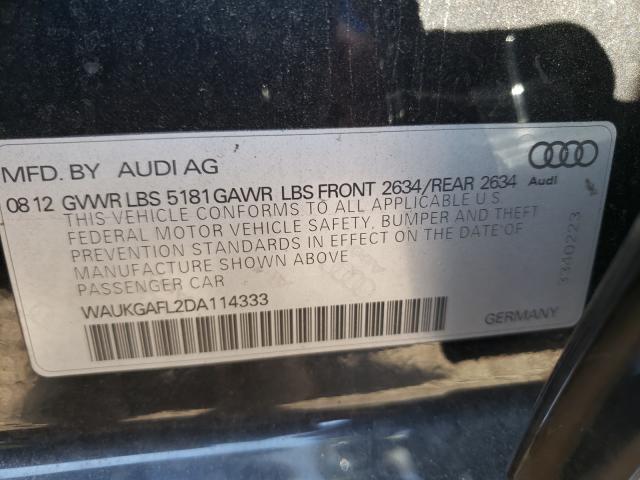 MFD. BY AUDI AG
Audi
08 12 GVWR LBS 5181 GAWR LBS FRONT 2634/REAR 2634
THIS VEHICLE CONFORMS TO ALL APPLICABLE U S
FEDERAL MOTOR VEHICLE SAFETY, BUMPER AND THEFT
PREVENTION STANDARDS IN EFFECT ON THE DATE OF
MANUFACTURE SHOWN ABOVE
PASSENGER CAR
WAUKGAFL2DA114333
GERMANY
3340223